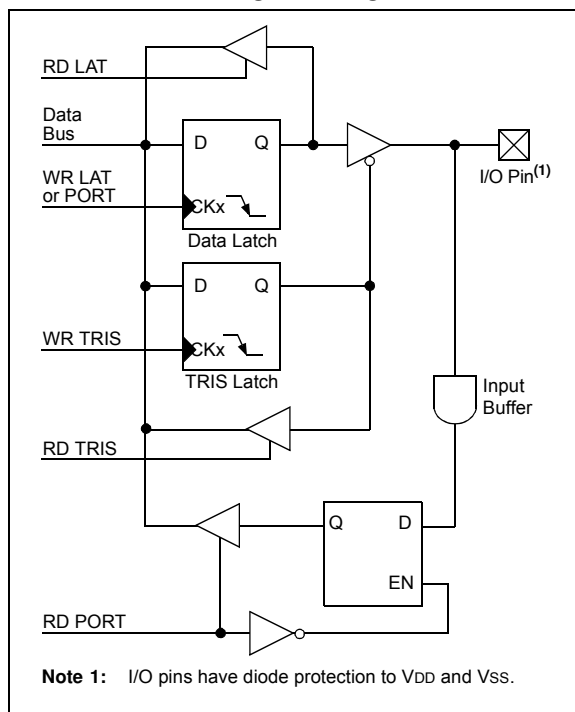 RD LAT
Data
Bus
D Q
WR LAT
or PORT
CKx
I/O Pin(1)
Data Latch
D Q
WR TRIS
CKx
TRIS Latch
Input
Buffer
RD TRIS
Q D
EN
RD PORT
Note 1: I/O pins have diode protection to VDD and VSS.